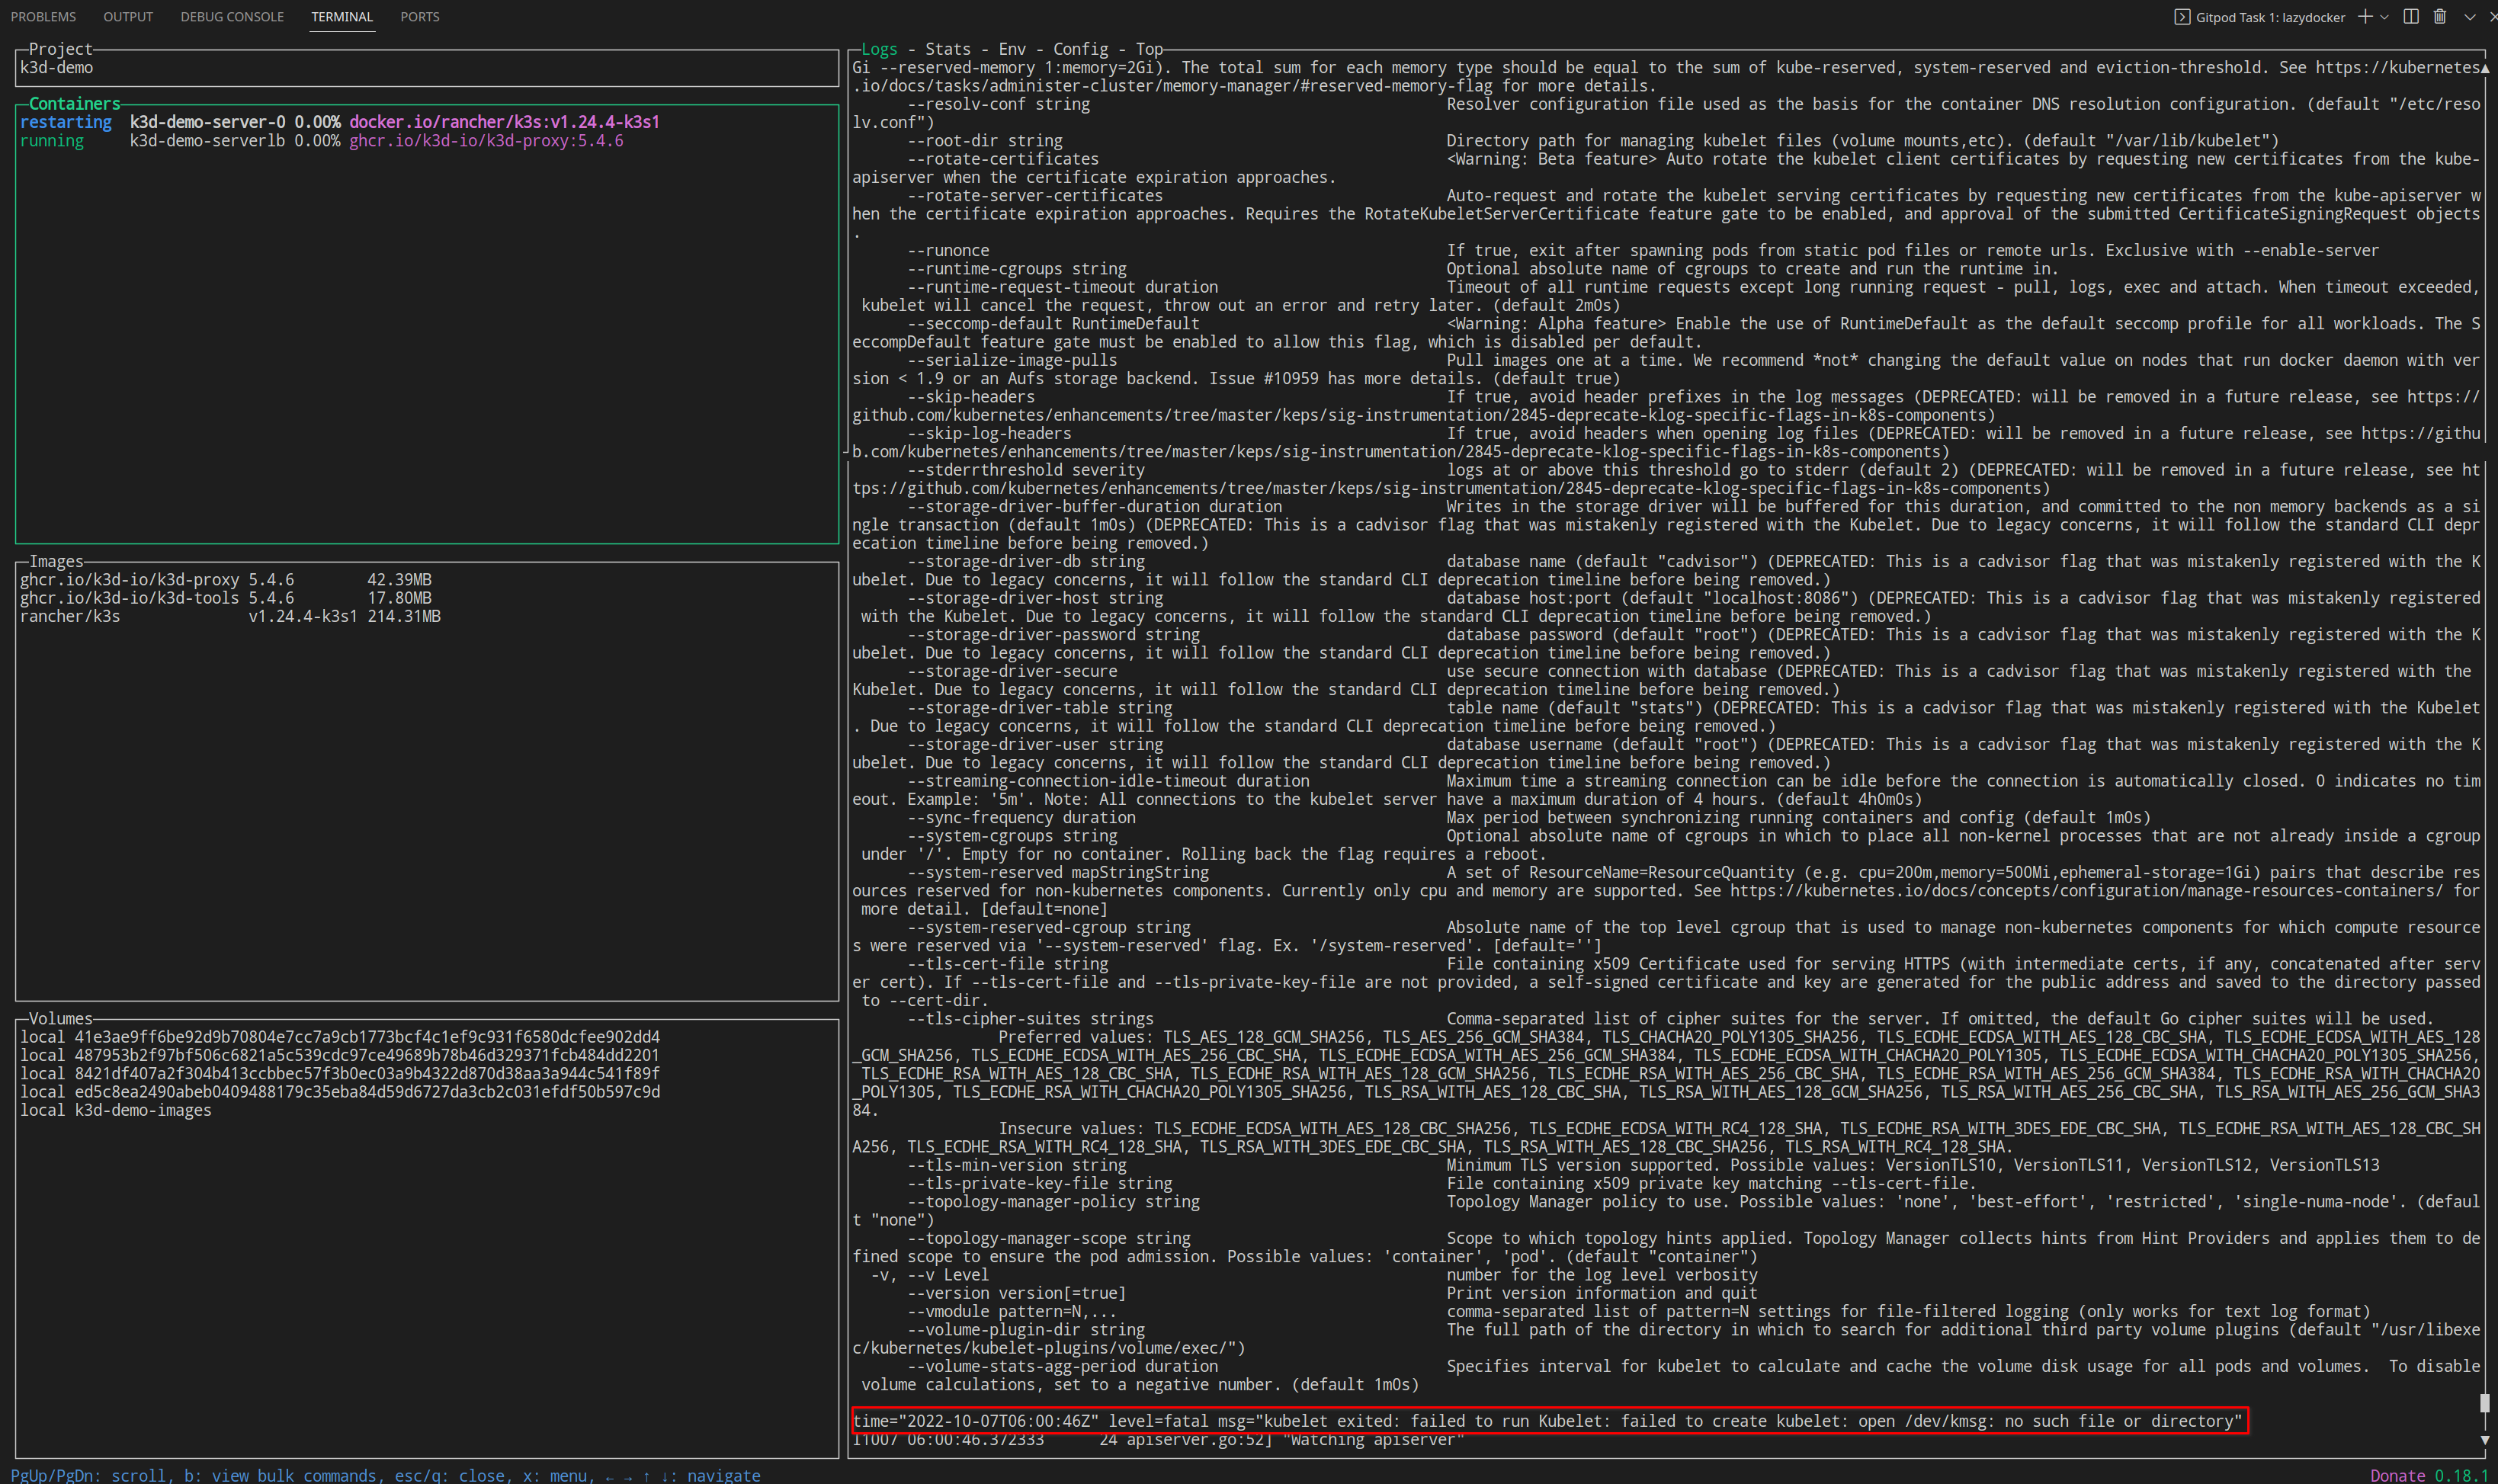 PROBLEMS OUTPUT DEBUG CONSOLE TERMINAL PORTS
Gitpod Task 1: lazydocker
Project
k3d-demo
Containers
restarting k3d-demo-server-0 0.00% docker.io/rancher/k3s:v1.24.4-k3s1
running k3d-demo-serverlb 0.00% ghcr.io/k3d-io/k3d-proxy:5.4.6
Images
ghcr.io/k3d-io/k3d-proxy 5.4.6 42.39MB
ghcr.io/k3d-io/k3d-tools 5.4.6 17.80MB
rancher/k3s v1.24.4-k3s1 214.31MB
Volumes
local 41e3ae9ff6be92d9b70804e7cc7a9cb1773bcf4c1ef9c931f6580dcfee902dd4
local 487953b2f97bf506c6821a5c539cdc97ce49689b78b46d329371fcb484dd2201
local 8421df407a2f304b413ccbbec57f3b0ec03a9b4322d870d38aa3a944c541f89f
local ed5c8ea2490abeb0409488179c35eba84d59d6727da3cb2c031efdf50b597c9d
local k3d-demo-images
Logs - Stats - Env - Config - Top
Gi --reserved-memory 1:memory=2Gi). The total sum for each memory type should be equal to the sum of kube-reserved, system-reserved and eviction-threshold. See https://kubernetes
.io/docs/tasks/administer-cluster/memory-manager/#reserved-memory-flag for more details.
--resolv-conf string Resolver configuration file used as the basis for the container DNS resolution configuration. (default "/etc/reso
lv.conf")
--root-dir string Directory path for managing kubelet files (volume mounts,etc). (default "/var/lib/kubelet")
--rotate-certificates <Warning: Beta feature> Auto rotate the kubelet client certificates by requesting new certificates from the kube-
apiserver when the certificate expiration approaches.
--rotate-server-certificates Auto-request and rotate the kubelet serving certificates by requesting new certificates from the kube-apiserver w
hen the certificate expiration approaches. Requires the RotateKubeletServerCertificate feature gate to be enabled, and approval of the submitted CertificateSigningRequest objects
.
--runonce If true, exit after spawning pods from static pod files or remote urls. Exclusive with --enable-server
--runtime-cgroups string Optional absolute name of cgroups to create and run the runtime in.
--runtime-request-timeout duration Timeout of all runtime requests except long running request - pull, logs, exec and attach. When timeout exceeded,
kubelet will cancel the request, throw out an error and retry later. (default 2m0s)
--seccomp-default RuntimeDefault <Warning: Alpha feature> Enable the use of RuntimeDefault as the default seccomp profile for all workloads. The S
eccompDefault feature gate must be enabled to allow this flag, which is disabled per default.
--serialize-image-pulls Pull images one at a time. We recommend *not* changing the default value on nodes that run docker daemon with ver
sion < 1.9 or an Aufs storage backend. Issue #10959 has more details. (default true)
--skip-headers If true, avoid header prefixes in the log messages (DEPRECATED: will be removed in a future release, see https://
github.com/kubernetes/enhancements/tree/master/keps/sig-instrumentation/2845-deprecate-klog-specific-flags-in-k8s-components)
--skip-log-headers If true, avoid headers when opening log files (DEPRECATED: will be removed in a future release, see https://githu
b.com/kubernetes/enhancements/tree/master/keps/sig-instrumentation/2845-deprecate-klog-specific-flags-in-k8s-components)
--stderrthreshold severity logs at or above this threshold go to stderr (default 2) (DEPRECATED: will be removed in a future release, see ht
tps://github.com/kubernetes/enhancements/tree/master/keps/sig-instrumentation/2845-deprecate-klog-specific-flags-in-k8s-components)
--storage-driver-buffer-duration duration Writes in the storage driver will be buffered for this duration, and committed to the non memory backends as a si
ngle transaction (default 1m0s) (DEPRECATED: This is a cadvisor flag that was mistakenly registered with the Kubelet. Due to legacy concerns, it will follow the standard CLI depr
ecation timeline before being removed.)
--storage-driver-db string database name (default "cadvisor") (DEPRECATED: This is a cadvisor flag that was mistakenly registered with the K
ubelet. Due to legacy concerns, it will follow the standard CLI deprecation timeline before being removed.)
--storage-driver-host string database host:port (default "localhost:8086") (DEPRECATED: This is a cadvisor flag that was mistakenly registered
with the Kubelet. Due to legacy concerns, it will follow the standard CLI deprecation timeline before being removed.)
--storage-driver-password string database password (default "root") (DEPRECATED: This is a cadvisor flag that was mistakenly registered with the K
ubelet. Due to legacy concerns, it will follow the standard CLI deprecation timeline before being removed.)
--storage-driver-secure use secure connection with database (DEPRECATED: This is a cadvisor flag that was mistakenly registered with the
Kubelet. Due to legacy concerns, it will follow the standard CLI deprecation timeline before being removed.)
--storage-driver-table string table name (default "stats") (DEPRECATED: This is a cadvisor flag that was mistakenly registered with the Kubelet
. Due to legacy concerns, it will follow the standard CLI deprecation timeline before being removed.)
--storage-driver-user string database username (default "root") (DEPRECATED: This is a cadvisor flag that was mistakenly registered with the K
ubelet. Due to legacy concerns, it will follow the standard CLI deprecation timeline before being removed.)
--streaming-connection-idle-timeout duration Maximum time a streaming connection can be idle before the connection is automatically closed. 0 indicates no tim
eout. Example: '5m'. Note: All connections to the kubelet server have a maximum duration of 4 hours. (default 4h0m0s)
--sync-frequency duration Max period between synchronizing running containers and config (default 1m0s)
--system-cgroups string Optional absolute name of cgroups in which to place all non-kernel processes that are not already inside a cgroup
under '/'. Empty for no container. Rolling back the flag requires a reboot.
--system-reserved mapStringString A set of ResourceName=ResourceQuantity (e.g. cpu=200m,memory=500Mi,ephemeral-storage=1Gi) pairs that describe res
ources reserved for non-kubernetes components. Currently only cpu and memory are supported. See https://kubernetes.io/docs/concepts/configuration/manage-resources-containers/ for
more detail. [default=none]
--system-reserved-cgroup string Absolute name of the top level cgroup that is used to manage non-kubernetes components for which compute resource
s were reserved via '--system-reserved' flag. Ex. '/system-reserved'. [default='']
--tls-cert-file string File containing x509 Certificate used for serving HTTPS (with intermediate certs, if any, concatenated after serv
er cert). If --tls-cert-file and --tls-private-key-file are not provided, a self-signed certificate and key are generated for the public address and saved to the directory passed
to --cert-dir.
--tls-cipher-suites strings Comma-separated list of cipher suites for the server. If omitted, the default Go cipher suites will be used.
Preferred values: TLS_AES_128_GCM_SHA256, TLS_AES_256_GCM_SHA384, TLS_CHACHA20_POLY1305_SHA256, TLS_ECDHE_ECDSA_WITH_AES_128_CBC_SHA, TLS_ECDHE_ECDSA_WITH_AES_128
_GCM_SHA256, TLS_ECDHE_ECDSA_WITH_AES_256_CBC_SHA, TLS_ECDHE_ECDSA_WITH_AES_256_GCM_SHA384, TLS_ECDHE_ECDSA_WITH_CHACHA20_POLY1305, TLS_ECDHE_ECDSA_WITH_CHACHA20_POLY1305_SHA256,
TLS_ECDHE_RSA_WITH_AES_128_CBC_SHA, TLS_ECDHE_RSA_WITH_AES_128_GCM_SHA256, TLS_ECDHE_RSA_WITH_AES_256_CBC_SHA, TLS_ECDHE_RSA_WITH_AES_256_GCM_SHA384, TLS_ECDHE_RSA_WITH_CHACHA20
_POLY1305, TLS_ECDHE_RSA_WITH_CHACHA20_POLY1305_SHA256, TLS_RSA_WITH_AES_128_CBC_SHA, TLS_RSA_WITH_AES_128_GCM_SHA256, TLS_RSA_WITH_AES_256_CBC_SHA, TLS_RSA_WITH_AES_256_GCM_SHA3
84.
Insecure values: TLS_ECDHE_ECDSA_WITH_AES_128_CBC_SHA256, TLS_ECDHE_ECDSA_WITH_RC4_128_SHA, TLS_ECDHE_RSA_WITH_3DES_EDE_CBC_SHA, TLS_ECDHE_RSA_WITH_AES_128_CBC_SH
A256, TLS_ECDHE_RSA_WITH_RC4_128_SHA, TLS_RSA_WITH_3DES_EDE_CBC_SHA, TLS_RSA_WITH_AES_128_CBC_SHA256, TLS_RSA_WITH_RC4_128_SHA.
--tls-min-version string Minimum TLS version supported. Possible values: VersionTLS10, VersionTLS11, VersionTLS12, VersionTLS13
--tls-private-key-file string File containing x509 private key matching --tls-cert-file.
--topology-manager-policy string Topology Manager policy to use. Possible values: 'none', 'best-effort', 'restricted', 'single-numa-node'. (defaul
t "none")
--topology-manager-scope string Scope to which topology hints applied. Topology Manager collects hints from Hint Providers and applies them to de
fined scope to ensure the pod admission. Possible values: 'container', 'pod'. (default "container")
-v, --v Level number for the log level verbosity
--version version[=true] Print version information and quit
--vmodule pattern=N,... comma-separated list of pattern=N settings for file-filtered logging (only works for text log format)
--volume-plugin-dir string The full path of the directory in which to search for additional third party volume plugins (default "/usr/libexe
c/kubernetes/kubelet-plugins/volume/exec/")
--volume-stats-agg-period duration Specifies interval for kubelet to calculate and cache the volume disk usage for all pods and volumes. To disable
volume calculations, set to a negative number. (default 1m0s)
time="2022-10-07T06:00:46Z" level=fatal msg="kubelet exited: failed to run Kubelet: failed to create kubelet: open /dev/kmsg: no such file or directory"
I1007 06:00:46.372333 24 apiserver.go:52] "Watching apiserver"
PgUp/PgDn: scroll, b: view bulk commands, esc/q: close, x: menu, ← → ↑ ↓: navigate
Donate 0.18.1